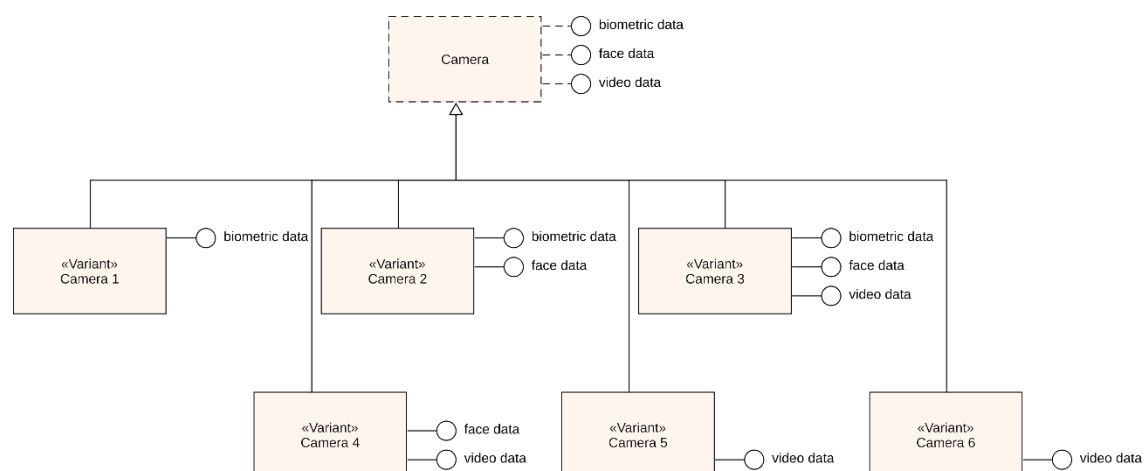 biometric data
Camera
face data
video data
«Variant»
Camera 1
biometric data
«Variant»
Camera 2
biometric data
face data
«Variant»
Camera 3
biometric data
face data
video data
«Variant»
Camera 4
face data
video data
«Variant»
Camera 5
video data
«Variant»
Camera 6
video data